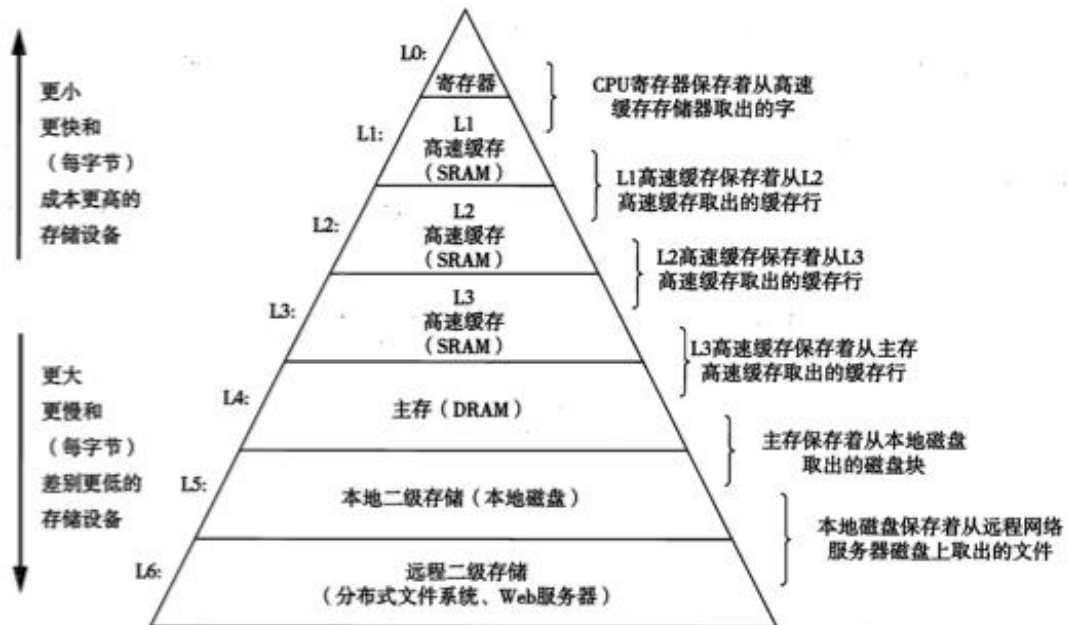 更小
更快和
（每字节）
成本更高的
存储设备
更大
更慢和
（每字节）
差别更低的
存储设备
L0:
寄存器
L1:
L1
高速缓存
（SRAM）
L2:
L2
高速缓存
（SRAM）
L3:
L3
高速缓存
（SRAM）
L4:
主存（DRAM）
L5:
本地二级存储（本地磁盘）
L6:
远程二级存储
（分布式文件系统、Web服务器）
CPU寄存器保存着从高速
缓存存储器取出的字
L1高速缓存保存着从L2
高速缓存取出的缓存行
L2高速缓存保存着从L3
高速缓存取出的缓存行
L3高速缓存保存着从主存
高速缓存取出的缓存行
主存保存着从本地磁盘
取出的磁盘块
本地磁盘保存着从远程网络
服务器磁盘上取出的文件